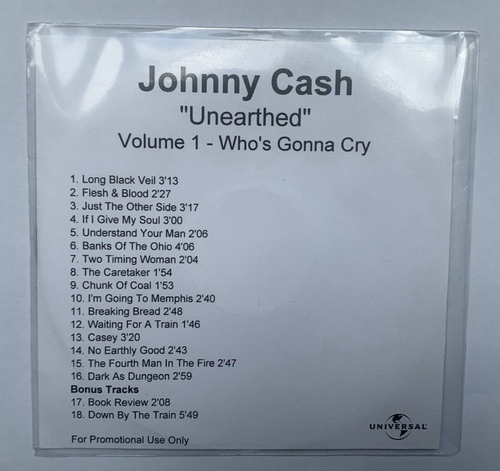 Johnny Cash
"Unearthed"
Volume 1 - Who's Gonna Cry
1. Long Black Veil 3'13
2. Flesh & Blood 2'27
3. Just The Other Side 3'17
4. If I Give My Soul 3'00
5. Understand Your Man 2'06
6. Banks Of The Ohio 4'06
7. Two Timing Woman 2'04
8. The Caretaker 1'54
9. Chunk Of Coal 1'53
10. I'm Going To Memphis 2'40
11. Breaking Bread 2'48
12. Waiting For A Train 1'46
13. Casey 3'20
14. No Earthly Good 2'43
15. The Fourth Man In The Fire 2'47
16. Dark As Dungeon 2'59
Bonus Tracks
17. Book Review 2'08
18. Down By The Train 5'49
For Promotional Use Only
UNIVERSAL